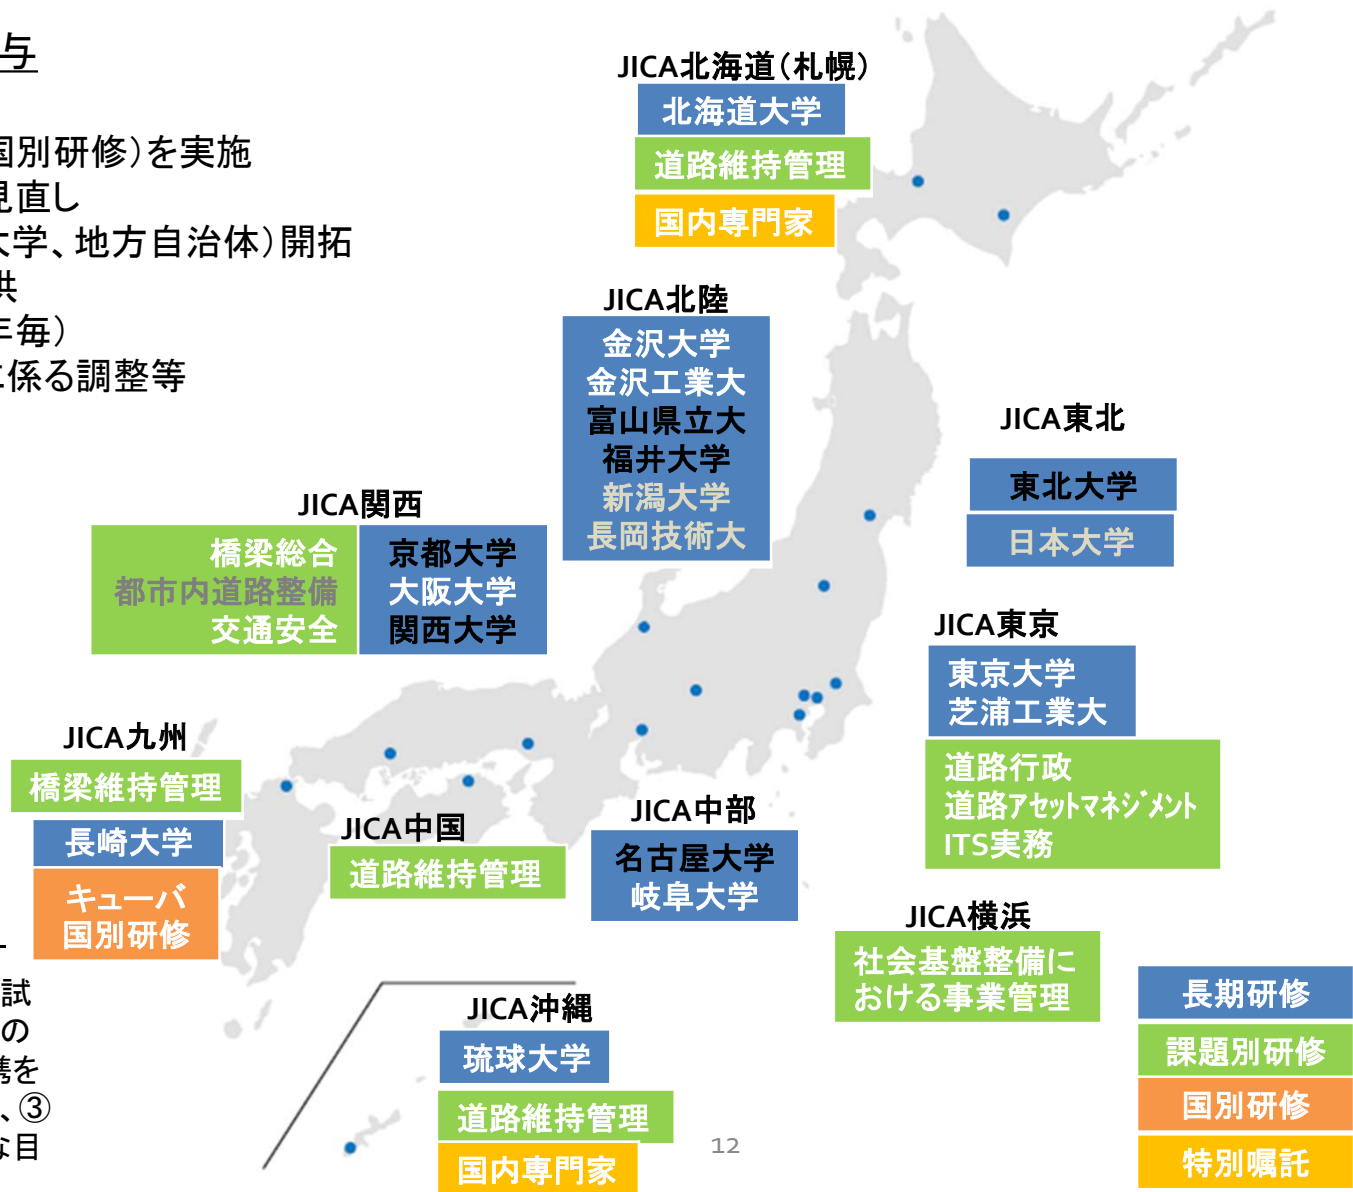 与
国別研修）を実施
見直し
大学、地方自治体）開拓
供
年毎）
に係る調整等
JICA北海道（札幌）
北海道大学
道路維持管理
国内専門家
JICA北陸
金沢大学
金沢工業大
富山県立大
福井大学
新潟大学
長岡技術大
JICA東北
東北大学
日本大学
JICA関西
橋梁総合
都市内道路整備
交通安全
京都大学
大阪大学
関西大学
JICA東京
東京大学
芝浦工業大
道路行政
道路ｱｾｯﾄﾏﾈｼﾞﾒﾝﾄ
ITS実務
JICA九州
橋梁維持管理
長崎大学
キューバ
国別研修
JICA中国
道路維持管理
JICA中部
名古屋大学
岐阜大学
JICA横浜
社会基盤整備に
おける事業管理
試
の
携を
、③
な目
JICA沖縄
琉球大学
道路維持管理
国内専門家
長期研修
課題別研修
国別研修
特別嘱託
12